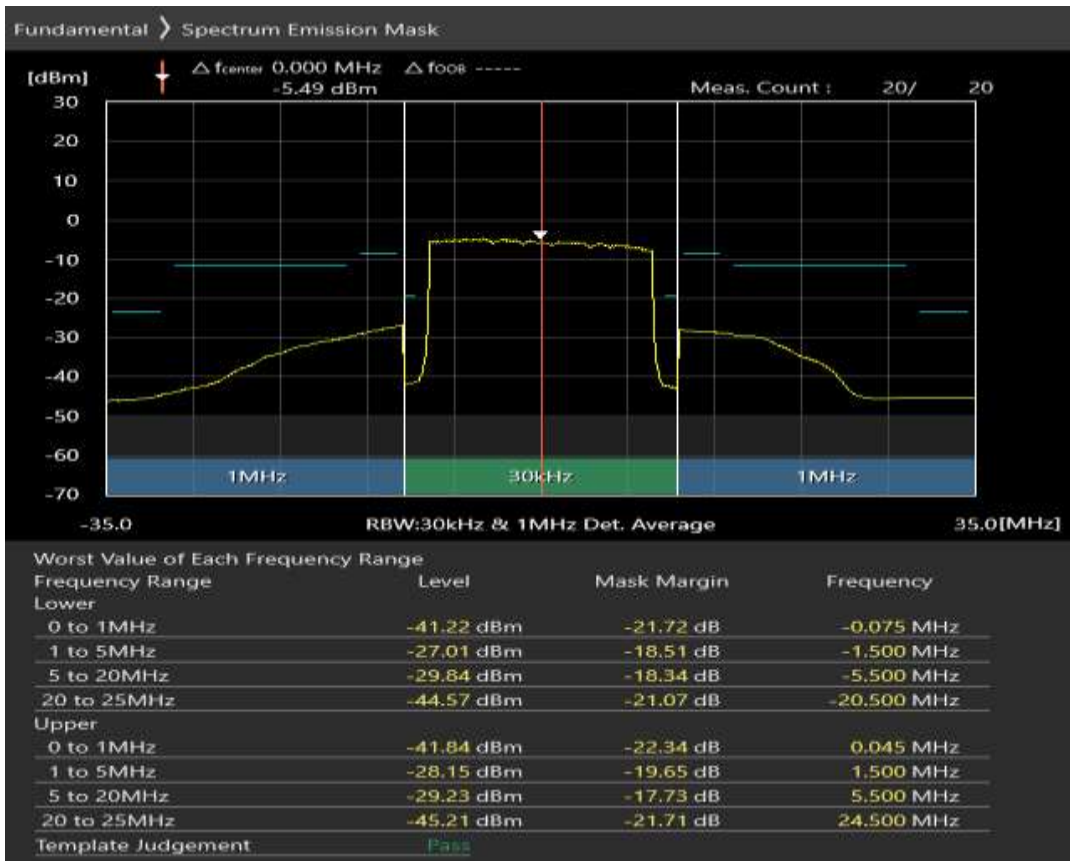 Fundamental ❯ Spectrum Emission Mask
[dBm] △ fcenter 0.000 MHz △ fOOB -----
-5.49 dBm Meas. Count : 20/ 20
30
20
10
0
-10
-20
-30
-40
-50
-60
1MHz 30kHz 1MHz
-70
-35.0 RBW:30kHz & 1MHz Det. Average 35.0[MHz]
Worst Value of Each Frequency Range
Frequency Range Level Mask Margin Frequency
Lower
0 to 1MHz -41.22 dBm -21.72 dB -0.075 MHz
1 to 5MHz -27.01 dBm -18.51 dB -1.500 MHz
5 to 20MHz -29.84 dBm -18.34 dB -5.500 MHz
20 to 25MHz -44.57 dBm -21.07 dB -20.500 MHz
Upper
0 to 1MHz -41.84 dBm -22.34 dB 0.045 MHz
1 to 5MHz -28.15 dBm -19.65 dB 1.500 MHz
5 to 20MHz -29.23 dBm -17.73 dB 5.500 MHz
20 to 25MHz -45.21 dBm -21.71 dB 24.500 MHz
Template Judgement Pass